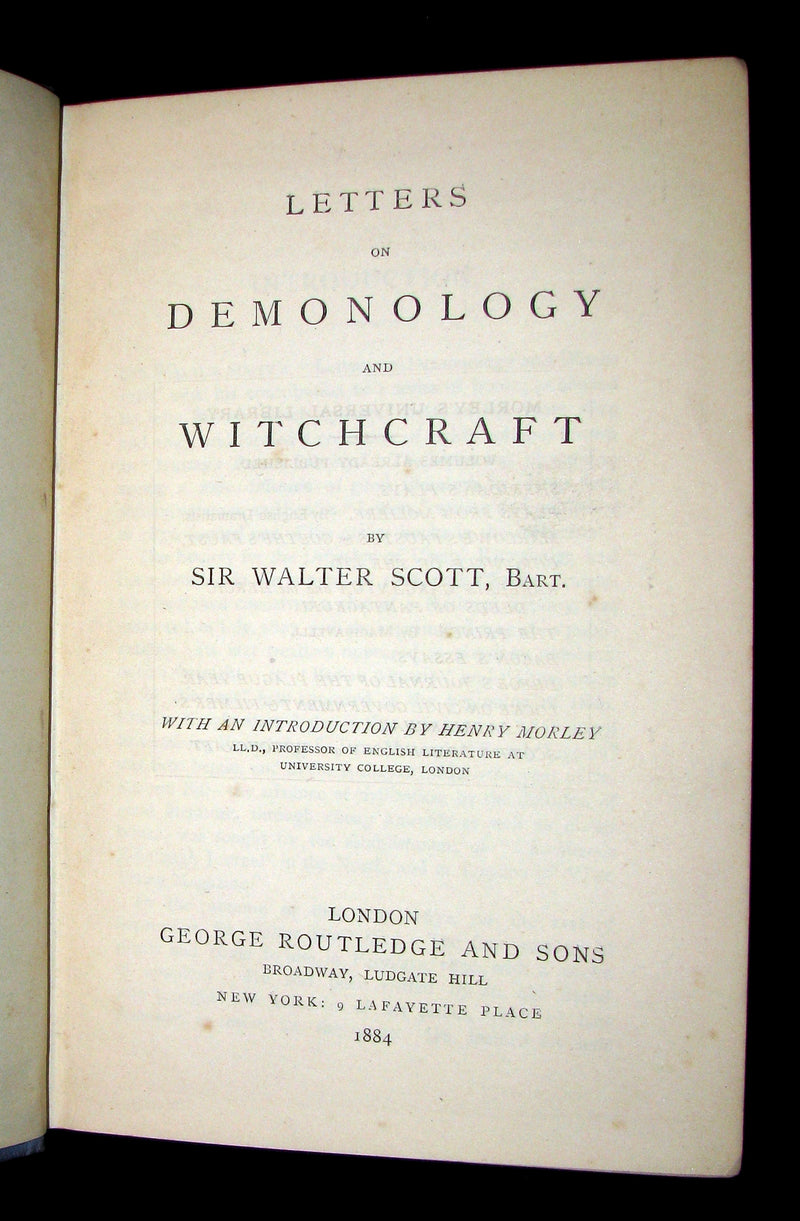 LETTERS
ON
DEMONOLOGY
AND
WITCHCRAFT
BY
SIR WALTER SCOTT, BART.
WITH AN INTRODUCTION BY HENRY MORLEY
LL.D., PROFESSOR OF ENGLISH LITERATURE AT
UNIVERSITY COLLEGE, LONDON
LONDON
GEORGE ROUTLEDGE AND SONS
BROADWAY, LUDGATE HILL
NEW YORK: 9 LAFAYETTE PLACE
1884